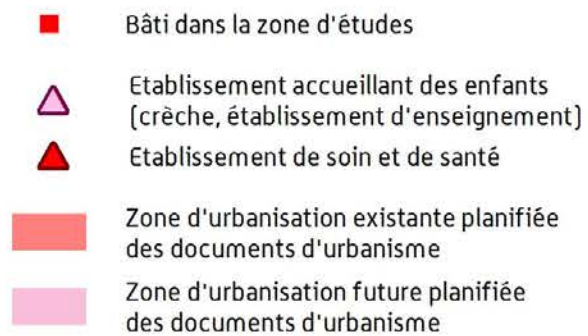 Bâti dans la zone d'études
Etablissement accueillant des enfants
(crèche, établissement d'enseignement)
Etablissement de soin et de santé
Zone d'urbanisation existante planifiée
des documents d'urbanisme
Zone d'urbanisation future planifiée
des documents d'urbanisme